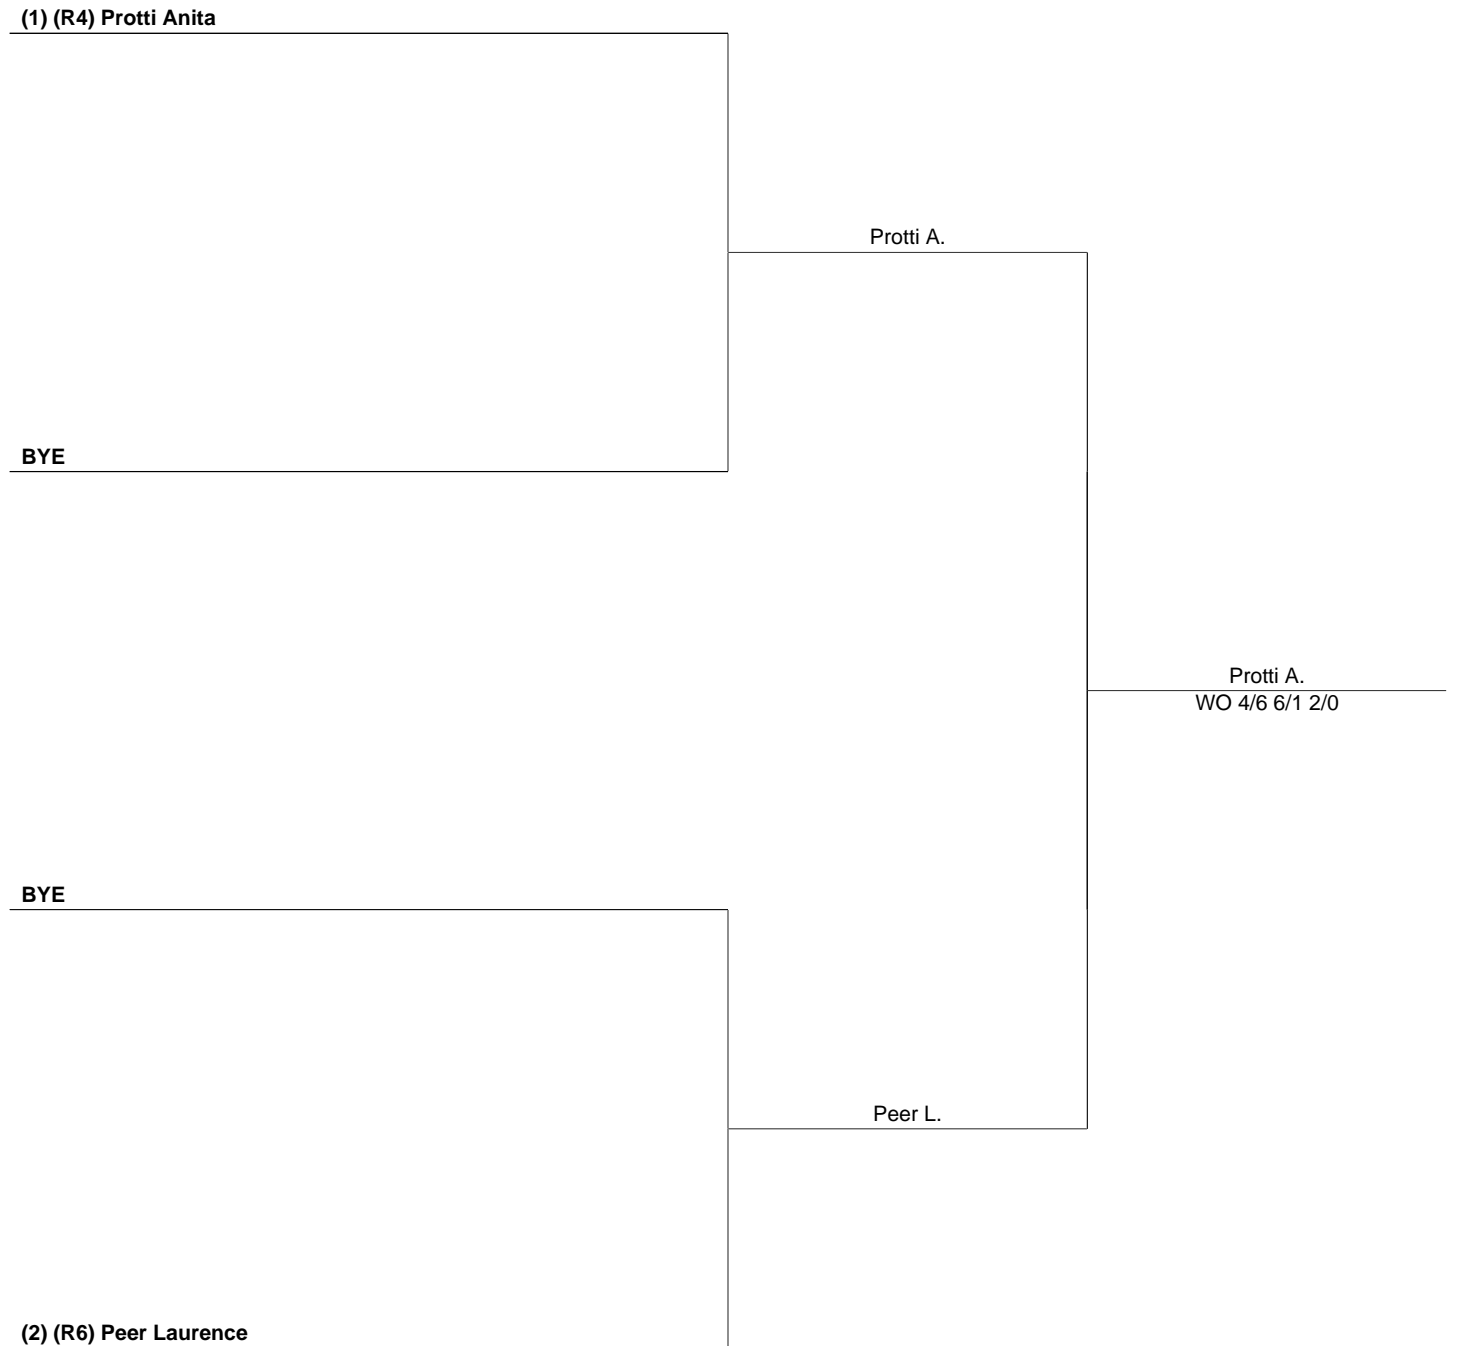 (1) (R4) Protti Anita
Protti A.
BYE
Protti A.
WO 4/6 6/1 2/0
BYE
Peer L.
(2) (R6) Peer Laurence